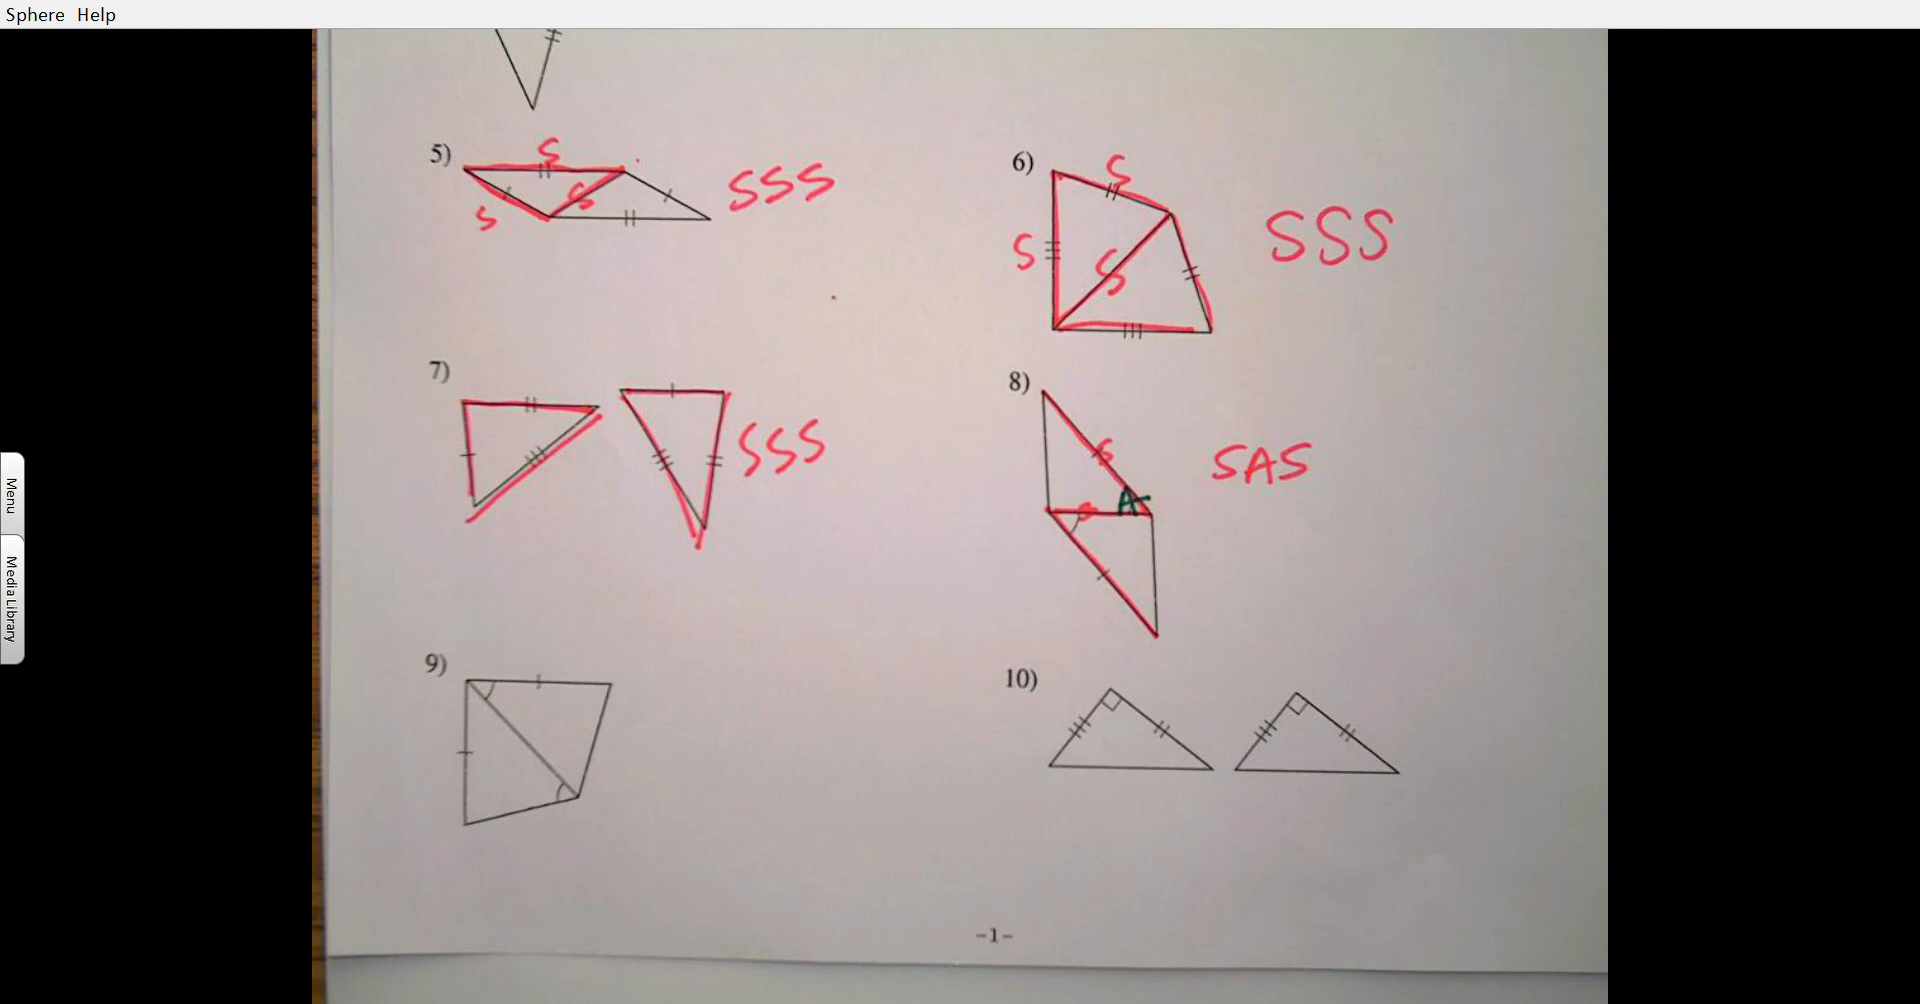 Sphere Help
5)
S
S
S
SSS
6)
S
S
S
SSS
7)
SSS
8)
S
A
S
SAS
Menu
Media Library
9)
10)
-1-